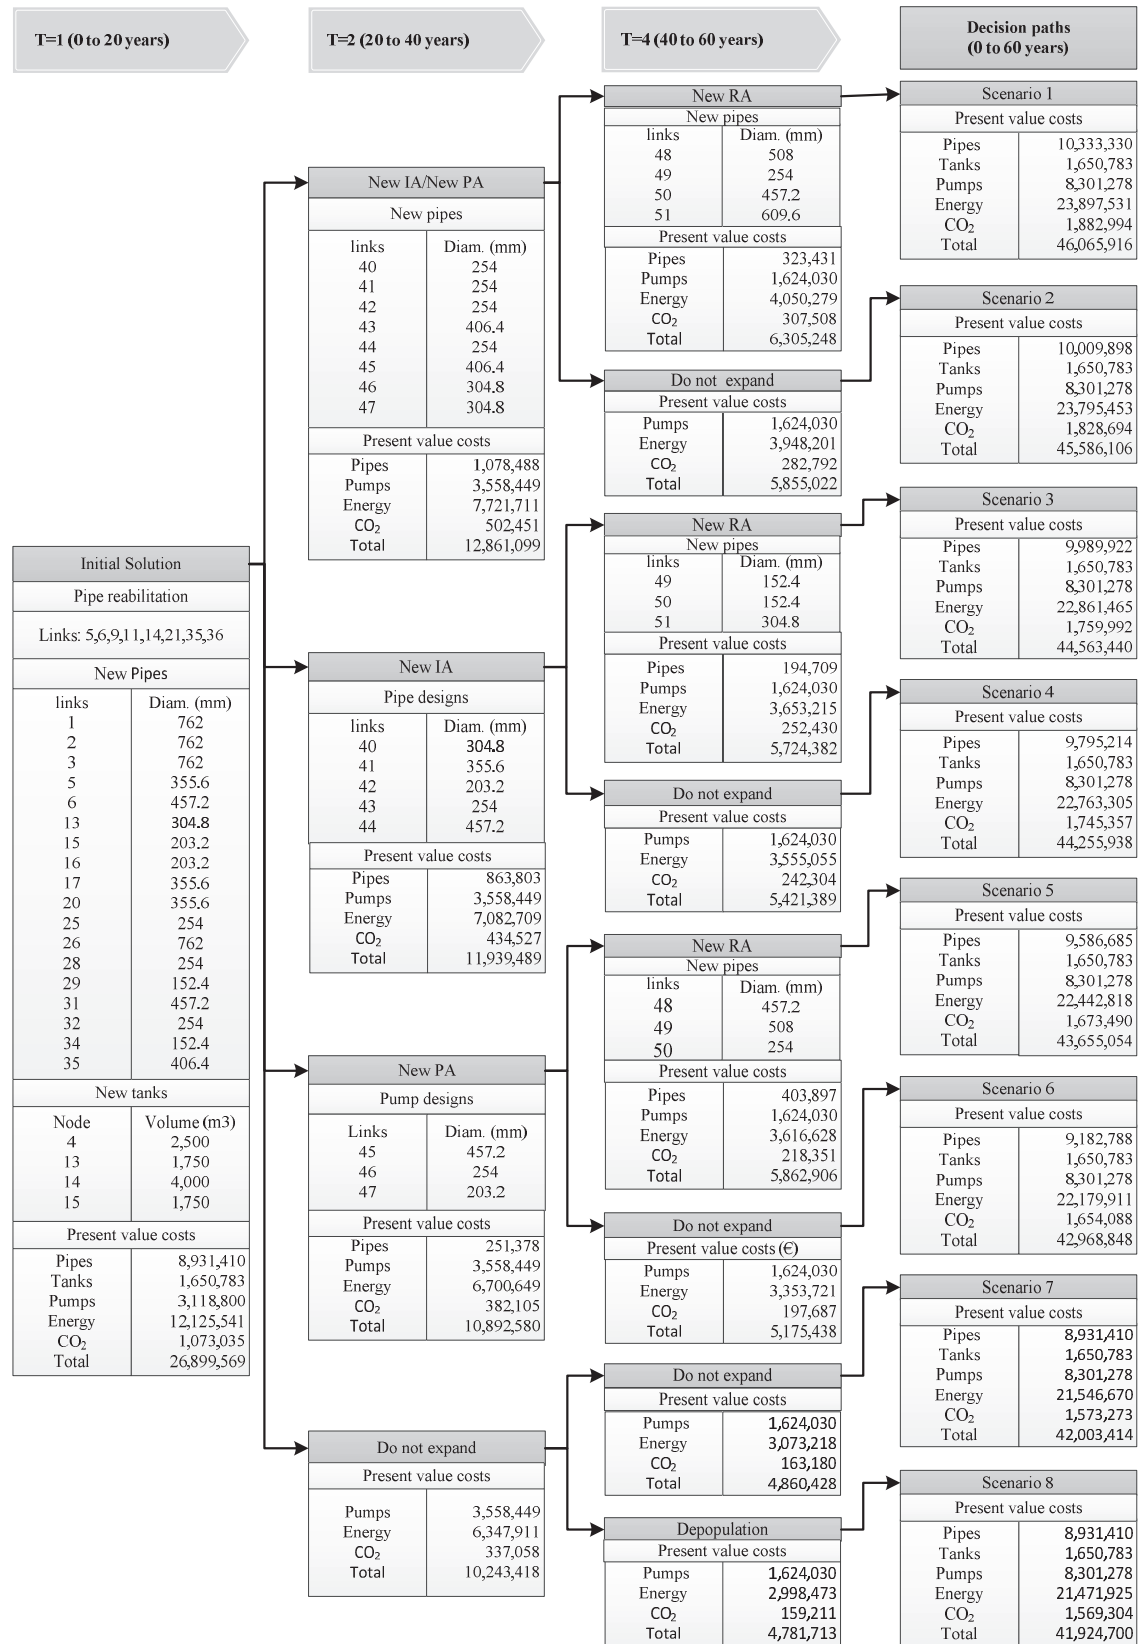 T=1 (0 to 20 years)
T=2 (20 to 40 years)
T=4 (40 to 60 years)
Decision paths
(0 to 60 years)
Initial Solution
Pipe reabilitation
Links: 5,6,9,11,14,21,35,36
New Pipes
links Diam. (mm)
1 762
2 762
3 762
5 355.6
6 457.2
13 304.8
15 203.2
16 203.2
17 355.6
20 355.6
25 254
26 762
28 254
29 152.4
31 457.2
32 254
34 152.4
35 406.4
New tanks
Node Volume (m3)
4 2,500
13 1,750
14 4,000
15 1,750
Present value costs
Pipes 8,931,410
Tanks 1,650,783
Pumps 3,118,800
Energy 12,125,541
CO₂ 1,073,035
Total 26,899,569
New IA/New PA
New pipes
links Diam. (mm)
40 254
41 254
42 254
43 406.4
44 254
45 406.4
46 304.8
47 304.8
Present value costs
Pipes 1,078,488
Pumps 3,558,449
Energy 7,721,711
CO₂ 502,451
Total 12,861,099
New IA
Pipe designs
links Diam. (mm)
40 304.8
41 355.6
42 203.2
43 254
44 457.2
Present value costs
Pipes 863,803
Pumps 3,558,449
Energy 7,082,709
CO₂ 434,527
Total 11,939,489
New PA
Pump designs
Links Diam. (mm)
45 457.2
46 254
47 203.2
Present value costs
Pipes 251,378
Pumps 3,558,449
Energy 6,700,649
CO₂ 382,105
Total 10,892,580
Do not expand
Present value costs
Pumps 3,558,449
Energy 6,347,911
CO₂ 337,058
Total 10,243,418
New RA
New pipes
links Diam. (mm)
48 508
49 254
50 457.2
51 609.6
Present value costs
Pipes 323,431
Pumps 1,624,030
Energy 4,050,279
CO₂ 307,508
Total 6,305,248
Do not expand
Present value costs
Pumps 1,624,030
Energy 3,948,201
CO₂ 282,792
Total 5,855,022
New RA
New pipes
links Diam. (mm)
49 152.4
50 152.4
51 304.8
Present value costs
Pipes 194,709
Pumps 1,624,030
Energy 3,653,215
CO₂ 252,430
Total 5,724,382
Do not expand
Present value costs
Pumps 1,624,030
Energy 3,555,055
CO₂ 242,304
Total 5,421,389
New RA
New pipes
links Diam. (mm)
48 457.2
49 508
50 254
Present value costs
Pipes 403,897
Pumps 1,624,030
Energy 3,616,628
CO₂ 218,351
Total 5,862,906
Do not expand
Present value costs (€)
Pumps 1,624,030
Energy 3,353,721
CO₂ 197,687
Total 5,175,438
Do not expand
Present value costs
Pumps 1,624,030
Energy 3,073,218
CO₂ 163,180
Total 4,860,428
Depopulation
Present value costs
Pumps 1,624,030
Energy 2,998,473
CO₂ 159,211
Total 4,781,713
Scenario 1
Present value costs
Pipes 10,333,330
Tanks 1,650,783
Pumps 8,301,278
Energy 23,897,531
CO₂ 1,882,994
Total 46,065,916
Scenario 2
Present value costs
Pipes 10,009,898
Tanks 1,650,783
Pumps 8,301,278
Energy 23,795,453
CO₂ 1,828,694
Total 45,586,106
Scenario 3
Present value costs
Pipes 9,989,922
Tanks 1,650,783
Pumps 8,301,278
Energy 22,861,465
CO₂ 1,759,992
Total 44,563,440
Scenario 4
Present value costs
Pipes 9,795,214
Tanks 1,650,783
Pumps 8,301,278
Energy 22,763,305
CO₂ 1,745,357
Total 44,255,938
Scenario 5
Present value costs
Pipes 9,586,685
Tanks 1,650,783
Pumps 8,301,278
Energy 22,442,818
CO₂ 1,673,490
Total 43,655,054
Scenario 6
Present value costs
Pipes 9,182,788
Tanks 1,650,783
Pumps 8,301,278
Energy 22,179,911
CO₂ 1,654,088
Total 42,968,848
Scenario 7
Present value costs
Pipes 8,931,410
Tanks 1,650,783
Pumps 8,301,278
Energy 21,546,670
CO₂ 1,573,273
Total 42,003,414
Scenario 8
Present value costs
Pipes 8,931,410
Tanks 1,650,783
Pumps 8,301,278
Energy 21,471,925
CO₂ 1,569,304
Total 41,924,700